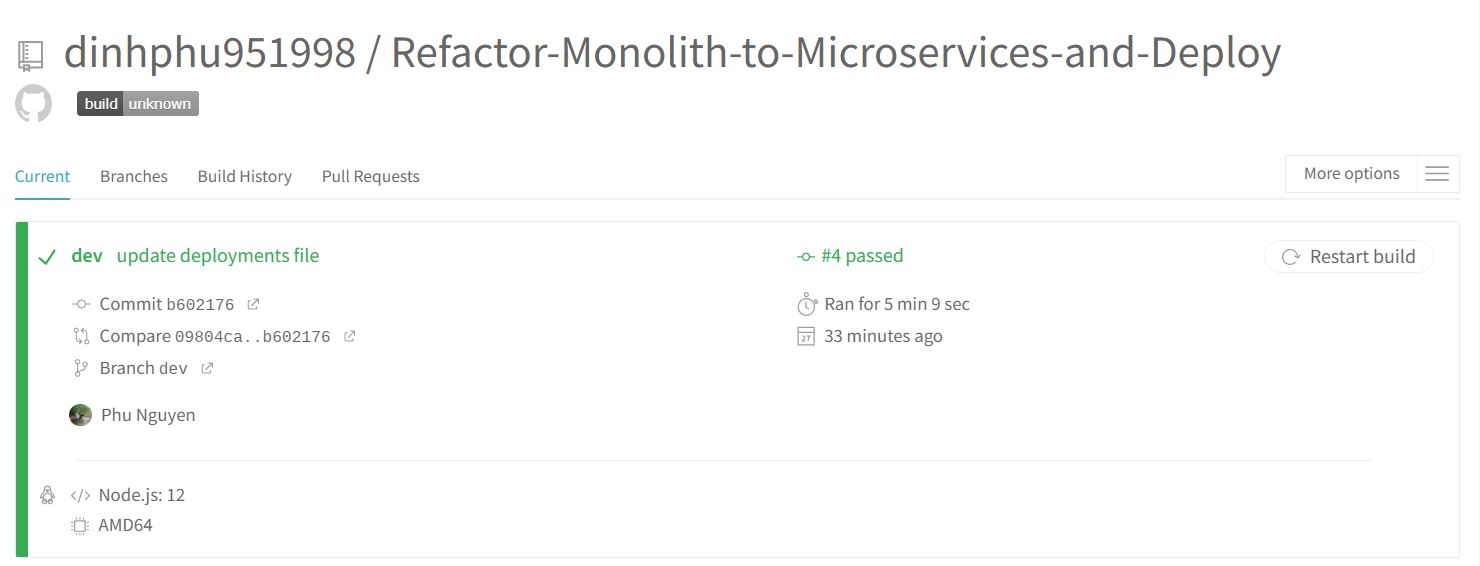 dinhphu951998 / Refactor-Monolith-to-Microservices-and-Deploy
build unknown
Current Branches Build History Pull Requests More options
dev update deployments file #4 passed Restart build
Commit b602176 Ran for 5 min 9 sec
Compare 09804ca..b602176 33 minutes ago
Branch dev
Phu Nguyen
Node.js: 12
AMD64